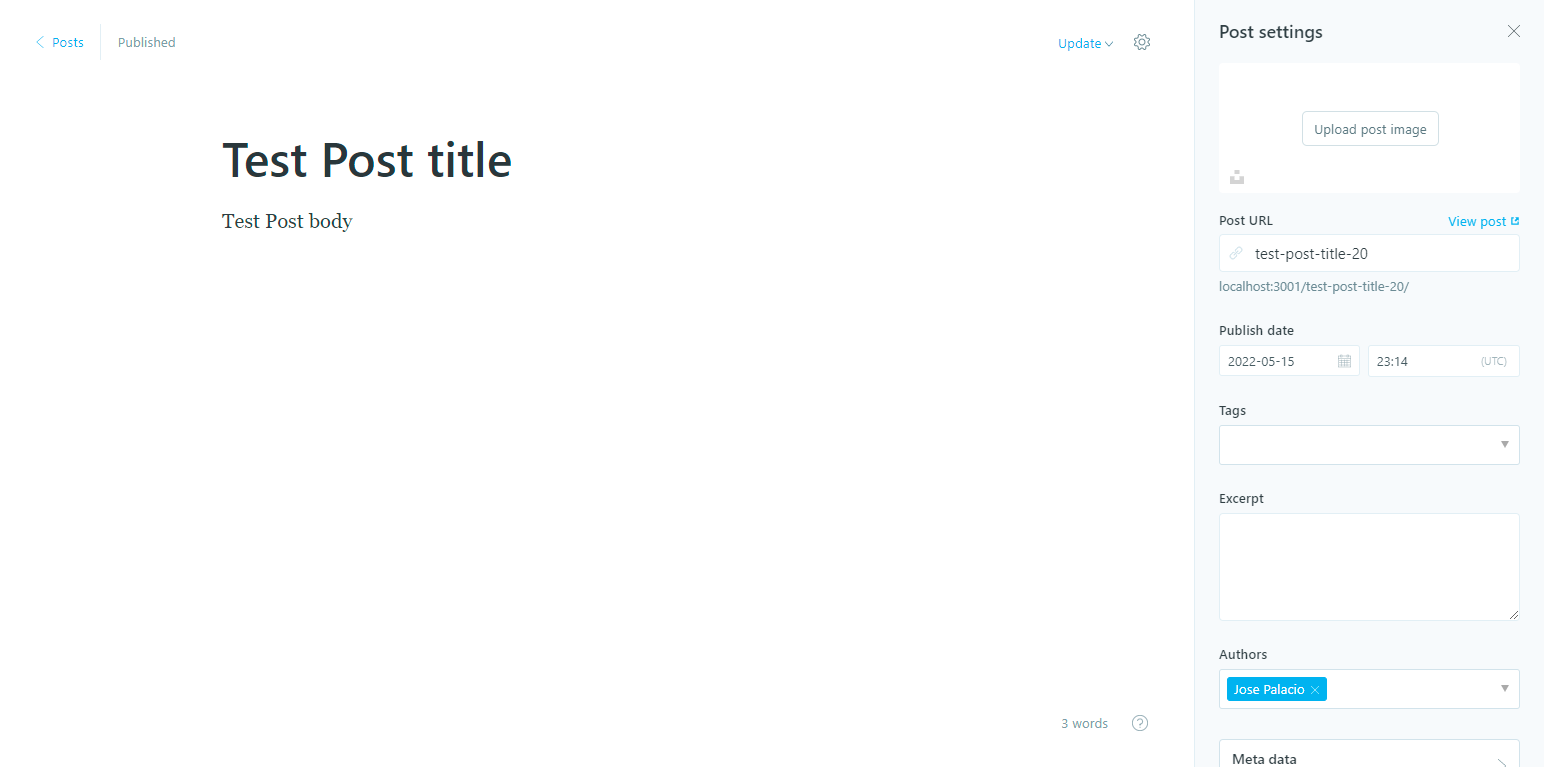 Posts
Published
Update
Test Post title
Test Post body
3 words
Post settings
Upload post image
Post URL
View post
test-post-title-20
localhost:3001/test-post-title-20/
Publish date
2022-05-15
23:14
(UTC)
Tags
Excerpt
Authors
Jose Palacio
Meta data